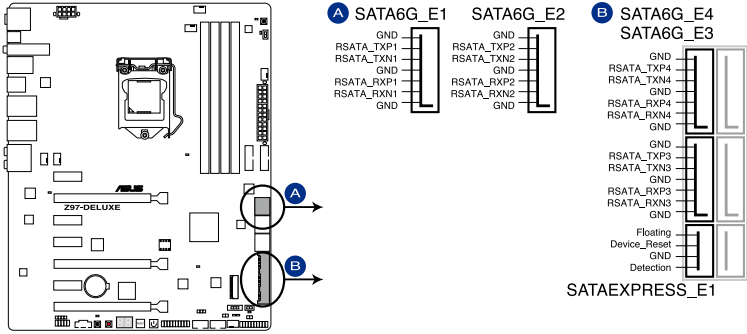 A SATA6G_E1
GND
RSATA_TXP1
RSATA_TXN1
GND
RSATA_RXP1
RSATA_RXN1
GND
SATA6G_E2
GND
RSATA_TXP2
RSATA_TXN2
GND
RSATA_RXP2
RSATA_RXN2
GND
B SATA6G_E4
SATA6G_E3
GND
RSATA_TXP4
RSATA_TXN4
GND
RSATA_RXP4
RSATA_RXN4
GND
GND
RSATA_TXP3
RSATA_TXN3
GND
RSATA_RXP3
RSATA_RXN3
GND
Floating
Device_Reset
GND
Detection
SATAEXPRESS_E1
ASUS
Z97-DELUXE
A
B